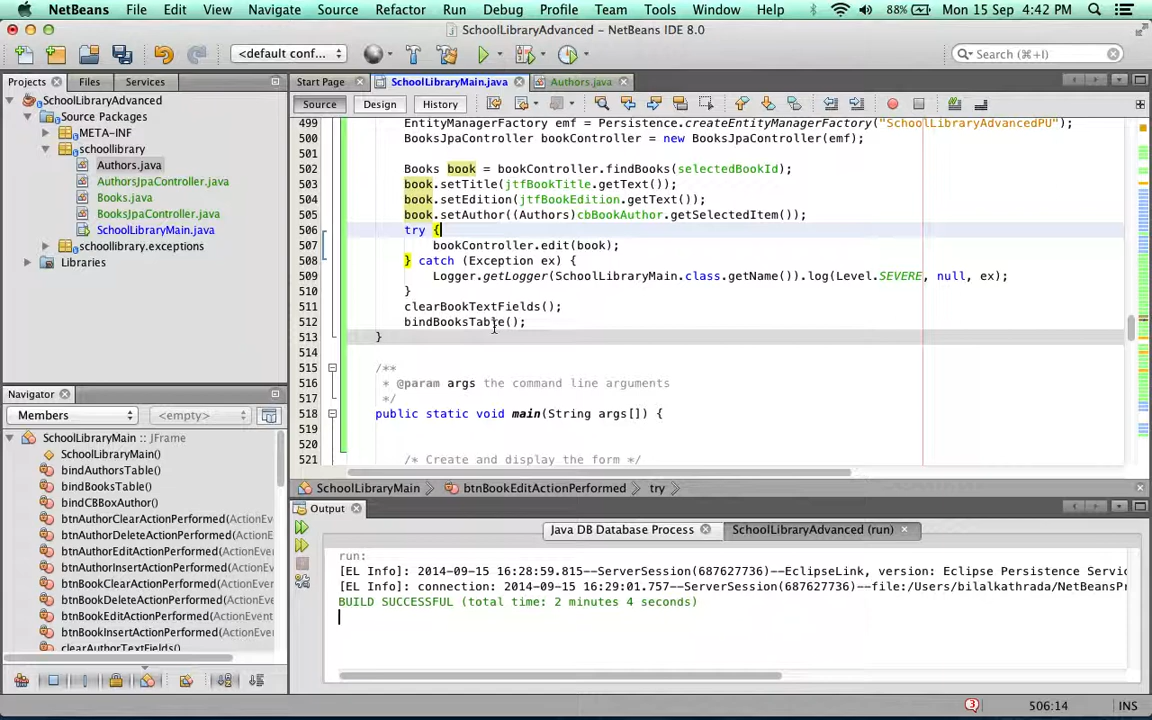 NetBeans File Edit View Navigate Source Refactor Run Debug Profile Team Tools Window Help 88% Mon 15 Sep 4:42 PM
SchoolLibraryAdvanced - NetBeans IDE 8.0
<default conf... Search (⌘+I)
Projects Files Services
SchoolLibraryAdvanced
Source Packages
META-INF
schoollibrary
Authors.java
AuthorsJpaController.java
Books.java
BooksJpaController.java
SchoolLibraryMain.java
schoollibrary.exceptions
Libraries
Start Page SchoolLibraryMain.java Authors.java
Source Design History
499 EntityManagerFactory emf = Persistence.createEntityManagerFactory("SchoolLibraryAdvancedPU");
500 BooksJpaController bookController = new BooksJpaController(emf);
501
502 Books book = bookController.findBooks(selectedBookId);
503 book.setTitle(jtfBookTitle.getText());
504 book.setEdition(jtfBookEdition.getText());
505 book.setAuthor((Authors)cbBookAuthor.getSelectedItem());
506 try {
507 bookController.edit(book);
508 } catch (Exception ex) {
509 Logger.getLogger(SchoolLibraryMain.class.getName()).log(Level.SEVERE, null, ex);
510 }
511 clearBookTextFields();
512 bindBooksTable();
513 }
514
515 /**
516 * @param args the command line arguments
517 */
518 public static void main(String args[]) {
519
520
521 /* Create and display the form */
SchoolLibraryMain btnBookEditActionPerformed try
Navigator
Members <empty>
SchoolLibraryMain :: JFrame
SchoolLibraryMain()
bindAuthorsTable()
bindBooksTable()
bindCBBoxAuthor()
btnAuthorClearActionPerformed(ActionEv
btnAuthorDeleteActionPerformed(ActionE
btnAuthorEditActionPerformed(ActionEve
btnAuthorInsertActionPerformed(ActionE
btnBookClearActionPerformed(ActionEven
btnBookDeleteActionPerformed(ActionEve
btnBookEditActionPerformed(ActionEvent
btnBookInsertActionPerformed(ActionEve
clearAuthorTextFields()
Output
Java DB Database Process SchoolLibraryAdvanced (run)
run:
[EL Info]: 2014-09-15 16:28:59.815--ServerSession(687627736)--EclipseLink, version: Eclipse Persistence Servic
[EL Info]: connection: 2014-09-15 16:29:01.757--ServerSession(687627736)--file:/Users/bilalkathrada/NetBeansPr
BUILD SUCCESSFUL (total time: 2 minutes 4 seconds)
3 506:14 INS